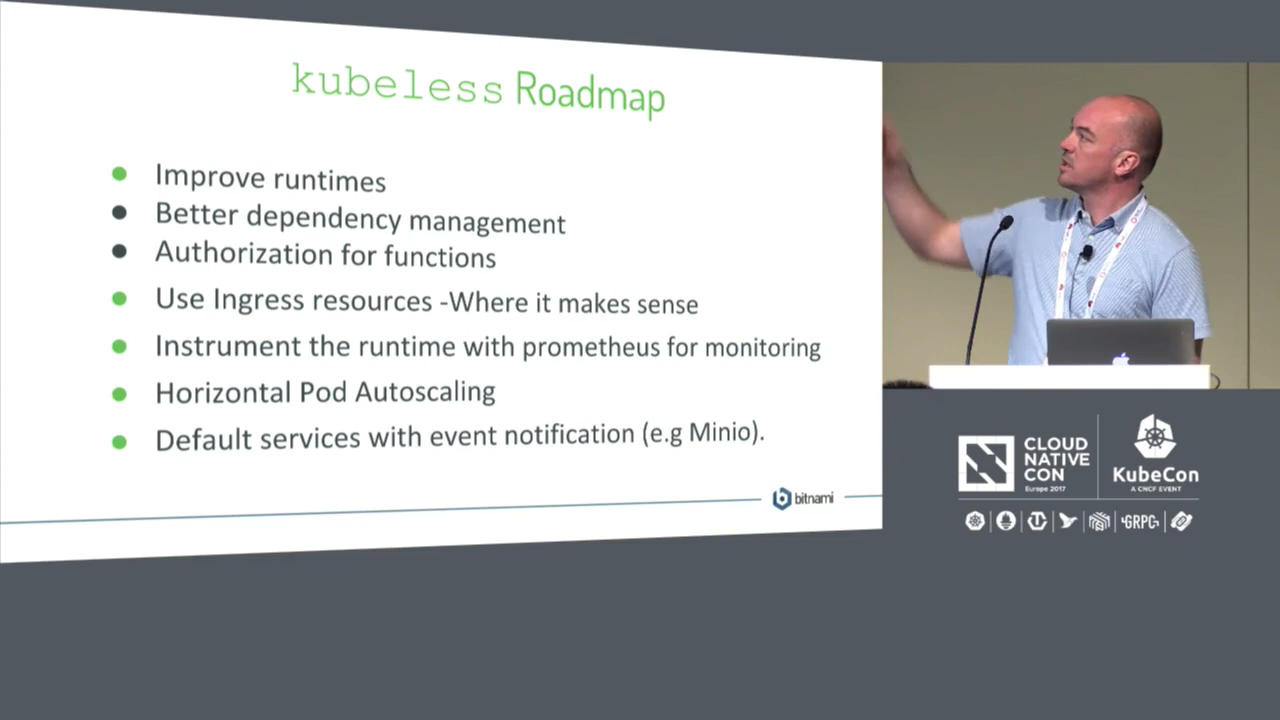 kubeless Roadmap
Improve runtimes
Better dependency management
Authorization for functions
Use Ingress resources -Where it makes sense
Instrument the runtime with prometheus for monitoring
Horizontal Pod Autoscaling
Default services with event notification (e.g Minio).
bitnami
CLOUD
NATIVE
CON
Europe 2017
KubeCon
A CNCF EVENT
GRPC